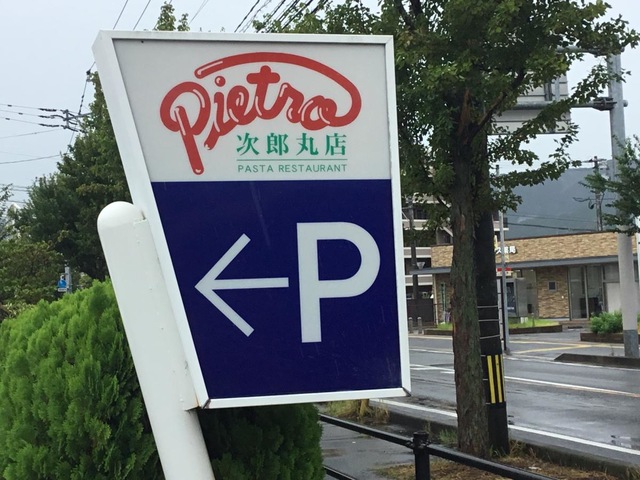 Pietro
次郎丸店
PASTA RESTAURANT
←P